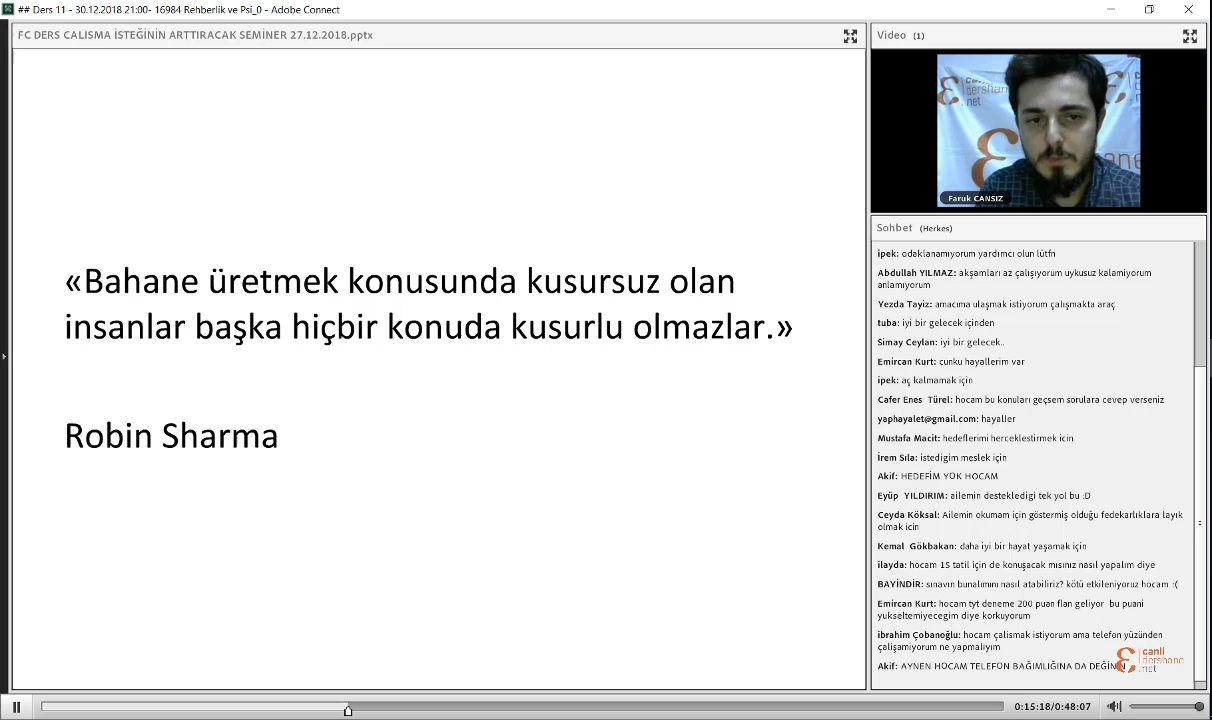 ## Ders 11 - 30.12.2018 21:00- 16984 Rehberlik ve Psi_0 - Adobe Connect
FC DERS CALISMA İSTEĞİNİN ARTTIRACAK SEMİNER 27.12.2018.pptx
«Bahane üretmek konusunda kusursuz olan
insanlar başka hiçbir konuda kusurlu olmazlar.»
Robin Sharma
Video (1)
Faruk CANSIZ
Sohbet (Herkes)
ipek: odaklanamıyorum yardımcı olun lütfn
Abdullah YILMAZ: akşamları az çalışıyorum uykusuz kalamiyorum
anlamıyorum
Yezda Tayiz: amacıma ulaşmak istiyorum çalışmakta araç
tuba: iyi bir gelecek içinden
Simay Ceylan: iyi bir gelecek..
Emircan Kurt: cunku hayallerim var
ipek: aç kalmamak için
Cafer Enes Türel: hocam bu konuları geçsem sorulara cevep verseniz
yaphayalet@gmail.com: hayaller
Mustafa Macit: hedeflerimi herceklestirmek icin
İrem Sıla: istedigim meslek için
Akif: HEDEFİM YOK HOCAM
Eyüp YILDIRIM: ailemin destekledigi tek yol bu :D
Ceyda Köksal: Ailemin okumam için göstermiş olduğu fedekarlıklara layık
olmak icin
Kemal Gökbakan: daha iyi bir hayat yaşamak için
ilayda: hocam 15 tatil için de konuşacak mısınız nasıl yapalım diye
BAYİNDİR: sınavın bunalımını nasıl atabiliriz? kötü etkileniyoruz hocam :(
Emircan Kurt: hocam tyt deneme 200 puan flan geliyor bu puani
yukseltemiyecegim diye korkuyorum
ibrahim Çobanoğlu: hocam çalismak istiyorum ama telefon yüzünden
çalişamiyorum ne yapmaliyım
Akif: AYNEN HOCAM TELEFON BAĞIMLIĞINA DA DEĞİNİN
canlı
dershane
.net
0:15:18/0:48:07